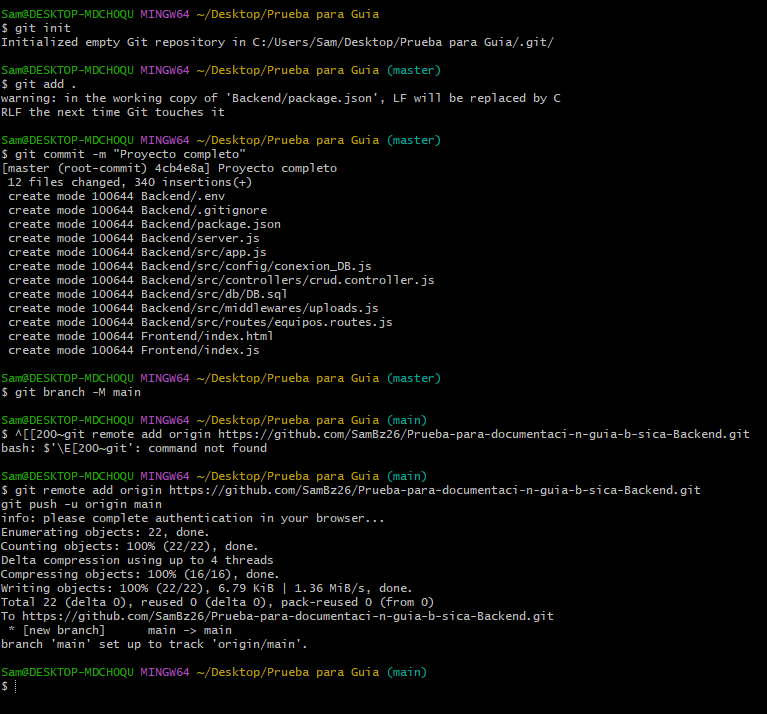 Sam@DESKTOP-MDCHOQU MINGW64 ~/Desktop/Prueba para Guia
$ git init
Initialized empty Git repository in C:/Users/Sam/Desktop/Prueba para Guia/.git/
Sam@DESKTOP-MDCHOQU MINGW64 ~/Desktop/Prueba para Guia (master)
$ git add .
warning: in the working copy of 'Backend/package.json', LF will be replaced by C
RLF the next time Git touches it
Sam@DESKTOP-MDCHOQU MINGW64 ~/Desktop/Prueba para Guia (master)
$ git commit -m "Proyecto completo"
[master (root-commit) 4cb4e8a] Proyecto completo
 12 files changed, 340 insertions(+)
 create mode 100644 Backend/.env
 create mode 100644 Backend/.gitignore
 create mode 100644 Backend/package.json
 create mode 100644 Backend/server.js
 create mode 100644 Backend/src/app.js
 create mode 100644 Backend/src/config/conexion_DB.js
 create mode 100644 Backend/src/controllers/crud.controller.js
 create mode 100644 Backend/src/db/DB.sql
 create mode 100644 Backend/src/middlewares/uploads.js
 create mode 100644 Backend/src/routes/equipos.routes.js
 create mode 100644 Frontend/index.html
 create mode 100644 Frontend/index.js
Sam@DESKTOP-MDCHOQU MINGW64 ~/Desktop/Prueba para Guia (master)
$ git branch -M main
Sam@DESKTOP-MDCHOQU MINGW64 ~/Desktop/Prueba para Guia (main)
$ ^[[200~git remote add origin https://github.com/SamBz26/Prueba-para-documentaci-n-guia-b-sica-Backend.git
bash: $'\E[200~git': command not found
Sam@DESKTOP-MDCHOQU MINGW64 ~/Desktop/Prueba para Guia (main)
$ git remote add origin https://github.com/SamBz26/Prueba-para-documentaci-n-guia-b-sica-Backend.git
git push -u origin main
info: please complete authentication in your browser...
Enumerating objects: 22, done.
Counting objects: 100% (22/22), done.
Delta compression using up to 4 threads
Compressing objects: 100% (16/16), done.
Writing objects: 100% (22/22), 6.79 KiB | 1.36 MiB/s, done.
Total 22 (delta 0), reused 0 (delta 0), pack-reused 0 (from 0)
To https://github.com/SamBz26/Prueba-para-documentaci-n-guia-b-sica-Backend.git
 * [new branch]      main -> main
branch 'main' set up to track 'origin/main'.
Sam@DESKTOP-MDCHOQU MINGW64 ~/Desktop/Prueba para Guia (main)
$